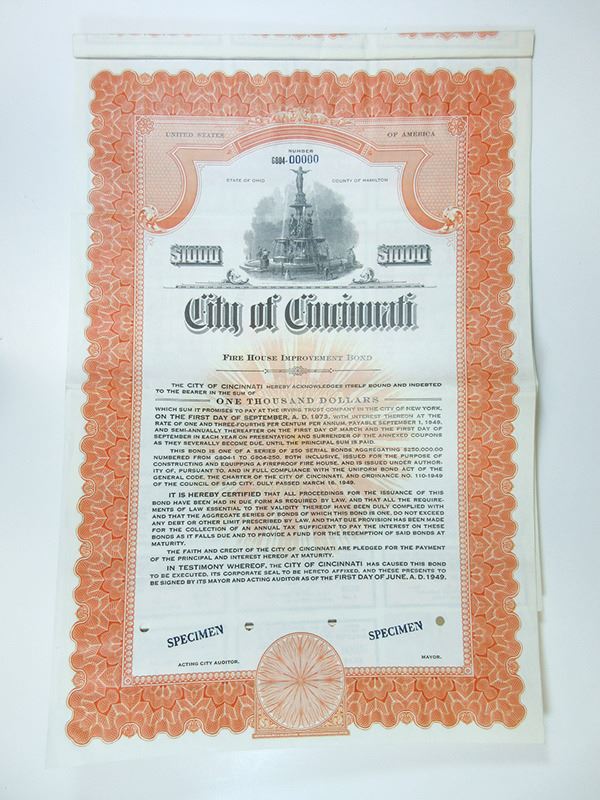 UNITED STATES OF AMERICA
NUMBER
G804-00000
STATE OF OHIO COUNTY OF HAMILTON
$1000 $1000
City of Cincinnati
FIRE HOUSE IMPROVEMENT BOND
THE CITY OF CINCINNATI HEREBY ACKNOWLEDGES ITSELF BOUND AND INDEBTED
TO THE BEARER IN THE SUM OF
ONE THOUSAND DOLLARS
WHICH SUM IT PROMISES TO PAY AT THE IRVING TRUST COMPANY IN THE CITY OF NEW YORK,
ON THE FIRST DAY OF SEPTEMBER, A. D. 1973, WITH INTEREST THEREON AT THE
RATE OF ONE AND THREE-FOURTHS PER CENTUM PER ANNUM, PAYABLE SEPTEMBER 1, 1949,
AND SEMI-ANNUALLY THEREAFTER ON THE FIRST DAY OF MARCH AND THE FIRST DAY OF
SEPTEMBER IN EACH YEAR ON PRESENTATION AND SURRENDER OF THE ANNEXED COUPONS
AS THEY SEVERALLY BECOME DUE, UNTIL THE PRINCIPAL SUM IS PAID.
THIS BOND IS ONE OF A SERIES OF 250 SERIAL BONDS AGGREGATING $250,000.00
NUMBERED FROM G804-1 TO G804-250, BOTH INCLUSIVE, ISSUED FOR THE PURPOSE OF
CONSTRUCTING AND EQUIPPING A FIREPROOF FIRE HOUSE, AND IS ISSUED UNDER AUTHOR-
ITY OF, PURSUANT TO, AND IN FULL COMPLIANCE WITH THE UNIFORM BOND ACT OF THE
GENERAL CODE, THE CHARTER OF THE CITY OF CINCINNATI, AND ORDINANCE NO. 110-1949
OF THE COUNCIL OF SAID CITY, DULY PASSED MARCH 16, 1949.
IT IS HEREBY CERTIFIED THAT ALL PROCEEDINGS FOR THE ISSUANCE OF THIS
BOND HAVE BEEN HAD IN DUE FORM AS REQUIRED BY LAW, AND THAT ALL THE REQUIRE-
MENTS OF LAW ESSENTIAL TO THE VALIDITY THEREOF HAVE BEEN DULY COMPLIED WITH
AND THAT THE AGGREGATE SERIES OF BONDS OF WHICH THIS BOND IS ONE, DO NOT EXCEED
ANY DEBT OR OTHER LIMIT PRESCRIBED BY LAW, AND THAT DUE PROVISION HAS BEEN MADE
FOR THE COLLECTION OF AN ANNUAL TAX SUFFICIENT TO PAY THE INTEREST ON THESE
BONDS AS IT FALLS DUE AND TO PROVIDE A FUND FOR THE REDEMPTION OF SAID BONDS AT
MATURITY.
THE FAITH AND CREDIT OF THE CITY OF CINCINNATI ARE PLEDGED FOR THE PAYMENT
OF THE PRINCIPAL AND INTEREST HEREOF AT MATURITY.
IN TESTIMONY WHEREOF, THE CITY OF CINCINNATI HAS CAUSED THIS BOND
TO BE EXECUTED, ITS CORPORATE SEAL TO BE HERETO AFFIXED, AND THESE PRESENTS TO
BE SIGNED BY ITS MAYOR AND ACTING AUDITOR AS OF THE FIRST DAY OF JUNE, A. D. 1949.
SPECIMEN SPECIMEN
ACTING CITY AUDITOR. MAYOR.